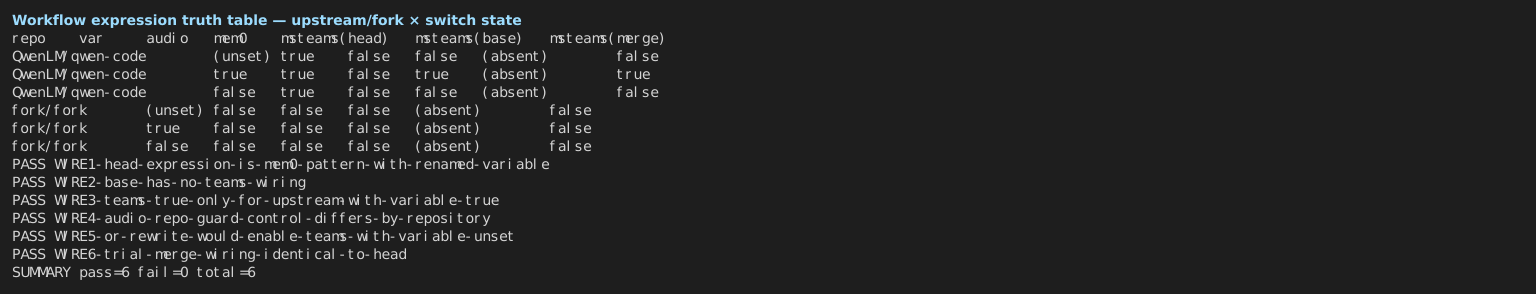 Workflow expression truth table — upstream/fork × switch state
repo var audio mem0 msteams(head) msteams(base) msteams(merge)
QwenLM/qwen-code (unset) true false false (absent) false
QwenLM/qwen-code true true false true (absent) true
QwenLM/qwen-code false true false false (absent) false
fork/fork (unset) false false false (absent) false
fork/fork true false false false (absent) false
fork/fork false false false false (absent) false
PASS WIRE1-head-expression-is-mem0-pattern-with-renamed-variable
PASS WIRE2-base-has-no-teams-wiring
PASS WIRE3-teams-true-only-for-upstream-with-variable-true
PASS WIRE4-audio-repo-guard-control-differs-by-repository
PASS WIRE5-or-rewrite-would-enable-teams-with-variable-unset
PASS WIRE6-trial-merge-wiring-identical-to-head
SUMMARY pass=6 fail=0 total=6